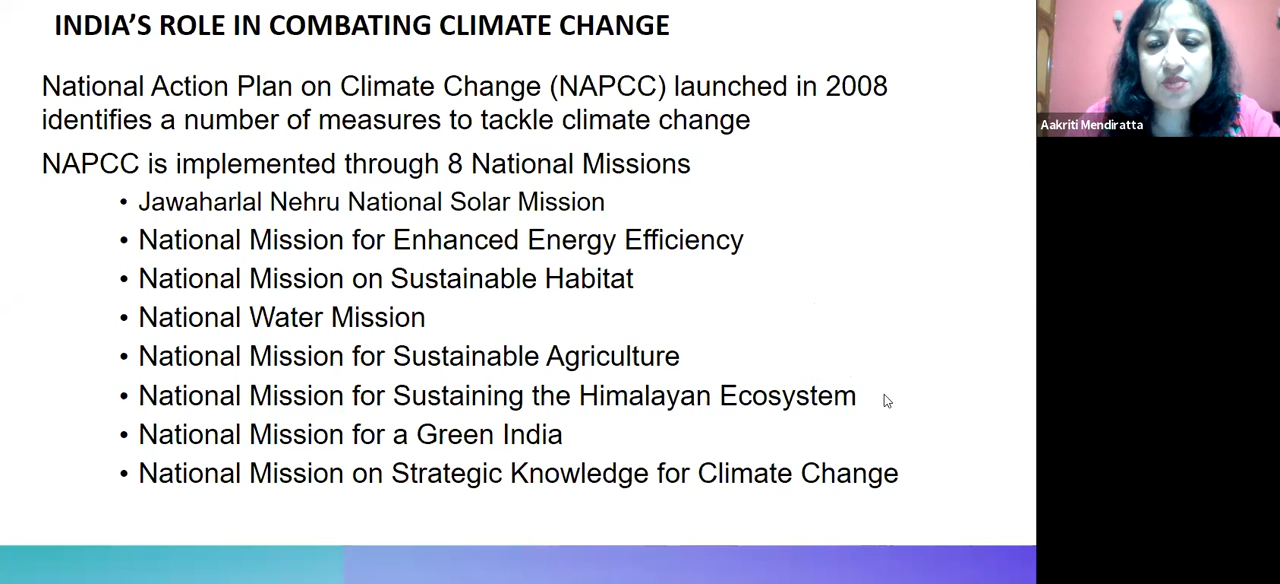 INDIA'S ROLE IN COMBATING CLIMATE CHANGE
National Action Plan on Climate Change (NAPCC) launched in 2008
identifies a number of measures to tackle climate change
NAPCC is implemented through 8 National Missions
• Jawaharlal Nehru National Solar Mission
• National Mission for Enhanced Energy Efficiency
• National Mission on Sustainable Habitat
• National Water Mission
• National Mission for Sustainable Agriculture
• National Mission for Sustaining the Himalayan Ecosystem
• National Mission for a Green India
• National Mission on Strategic Knowledge for Climate Change
Aakriti Mendiratta